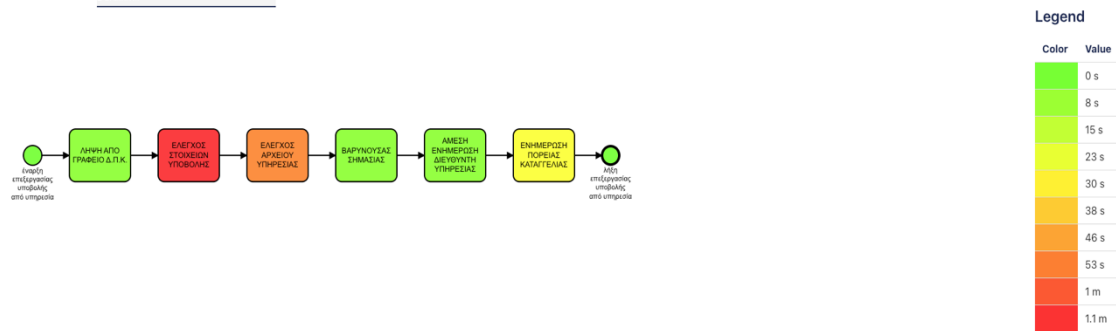 Legend
Color Value
0 s
8 s
15 s
23 s
30 s
38 s
46 s
53 s
1 m
1.1 m
έναρξη
επεξεργασίας
υποβολής
από υπηρεσία
ΛΗΨΗ ΑΠΟ
ΓΡΑΦΕΙΟ Δ.Π.Κ.
ΕΛΕΓΧΟΣ
ΣΤΟΙΧΕΙΩΝ
ΥΠΟΒΟΛΗΣ
ΕΛΕΓΧΟΣ
ΑΡΧΕΙΟΥ
ΥΠΗΡΕΣΙΑΣ
ΒΑΡΥΝΟΥΣΑΣ
ΣΗΜΑΣΙΑΣ
ΑΜΕΣΗ
ΕΝΗΜΕΡΩΣΗ
ΔΙΕΥΘΥΝΤΗ
ΥΠΗΡΕΣΙΑΣ
ΕΝΗΜΕΡΩΣΗ
ΠΟΡΕΙΑΣ
ΚΑΤΑΓΓΕΛΙΑΣ
λήξη
επεξεργασίας
υποβολής
από υπηρεσία